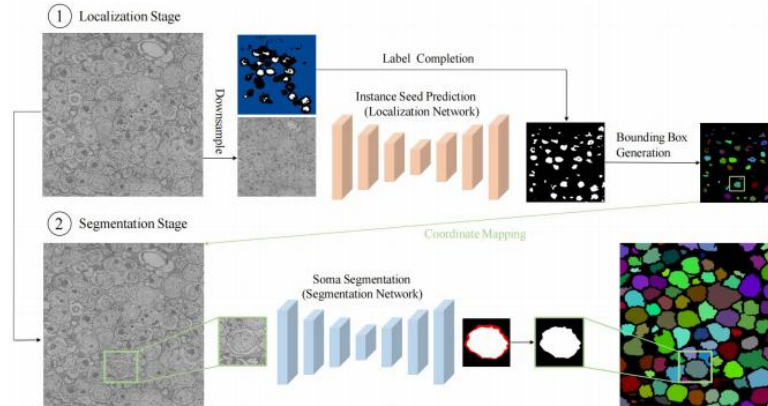 1 Localization Stage
Label Completion
Downsample
Instance Seed Prediction
(Localization Network)
Bounding Box
Generation
2 Segmentation Stage
Coordinate Mapping
Soma Segmentation
(Segmentation Network)